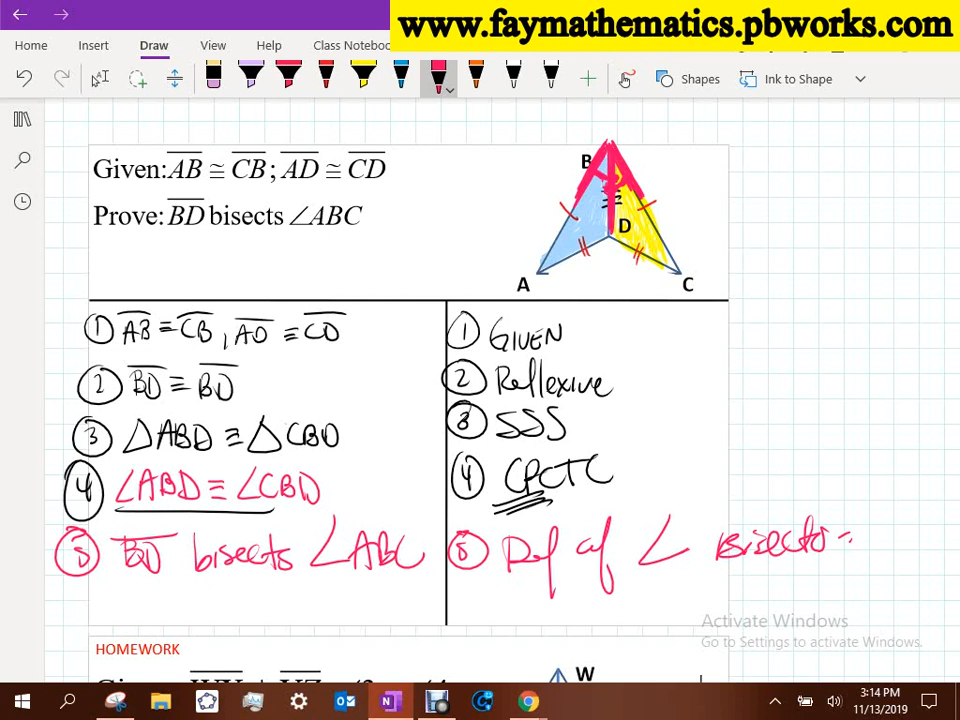 www.faymathematics.pbworks.com
Home Insert Draw View Help Class Notebook
Shapes Ink to Shape
Given: AB ≅ CB ; AD ≅ CD
Prove: BD bisects ∠ABC
B
D
A C
① AB ≅ CB , AD ≅ CD ① GIVEN
② BD ≅ BD ② Reflexive
③ △ABD ≅ △CBD ③ SSS
④ ∠ABD ≅ ∠CBD ④ CPCTC
⑤ BD bisects ∠ABC ⑤ Def of ∠ Bisector
Activate Windows
Go to Settings to activate Windows.
HOMEWORK
W
3:14 PM
11/13/2019